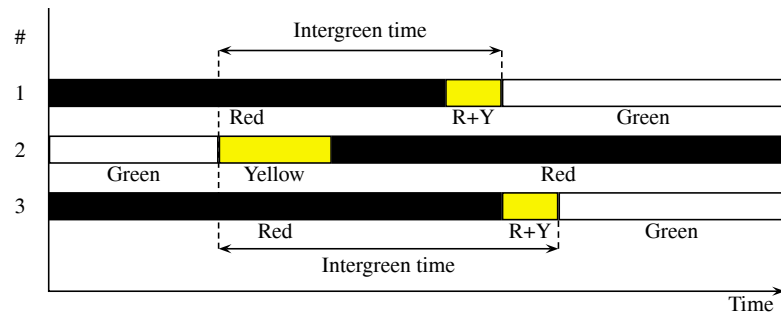 #
Intergreen time
1
Red R+Y Green
2
Green Yellow Red
3
Red R+Y Green
Intergreen time
Time